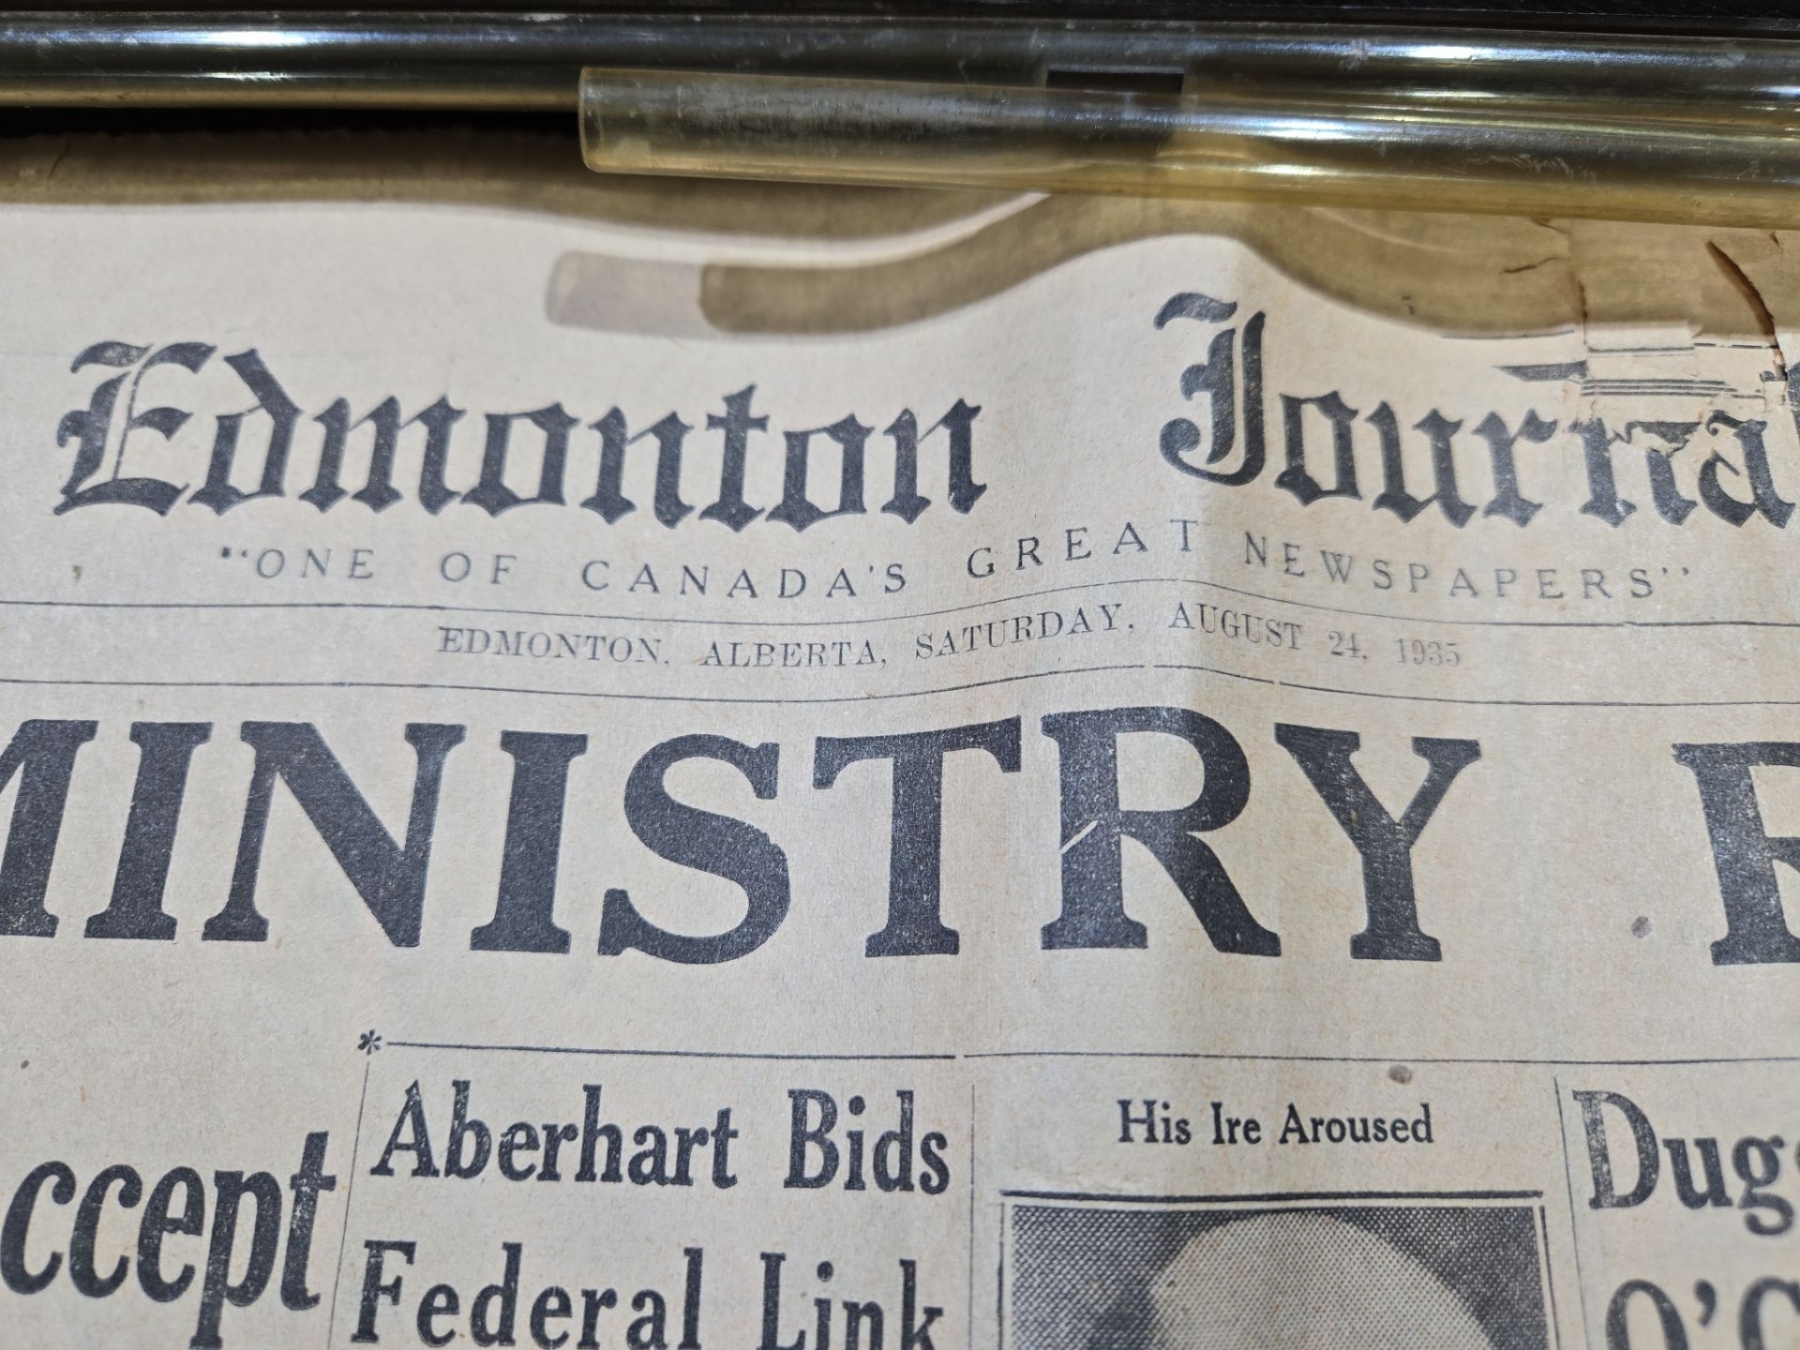 Edmonton Journal
"ONE OF CANADA'S GREAT NEWSPAPERS"
EDMONTON, ALBERTA, SATURDAY, AUGUST 24, 1935
MINISTRY
Aberhart Bids
His Ire Aroused
ccept
Federal Link